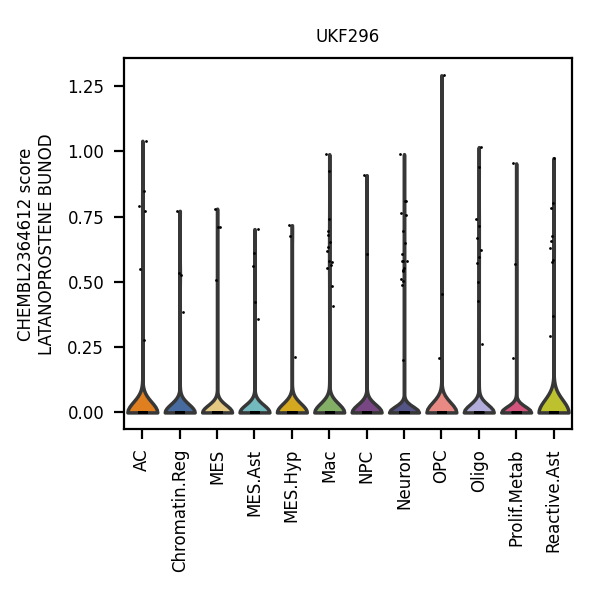 UKF296
CHEMBL2364612 score
LATANOPROSTENE BUNOD
1.25
1.00
0.75
0.50
0.25
0.00
AC
Chromatin.Reg
MES
MES.Ast
MES.Hyp
Mac
NPC
Neuron
OPC
Oligo
Prolif.Metab
Reactive.Ast